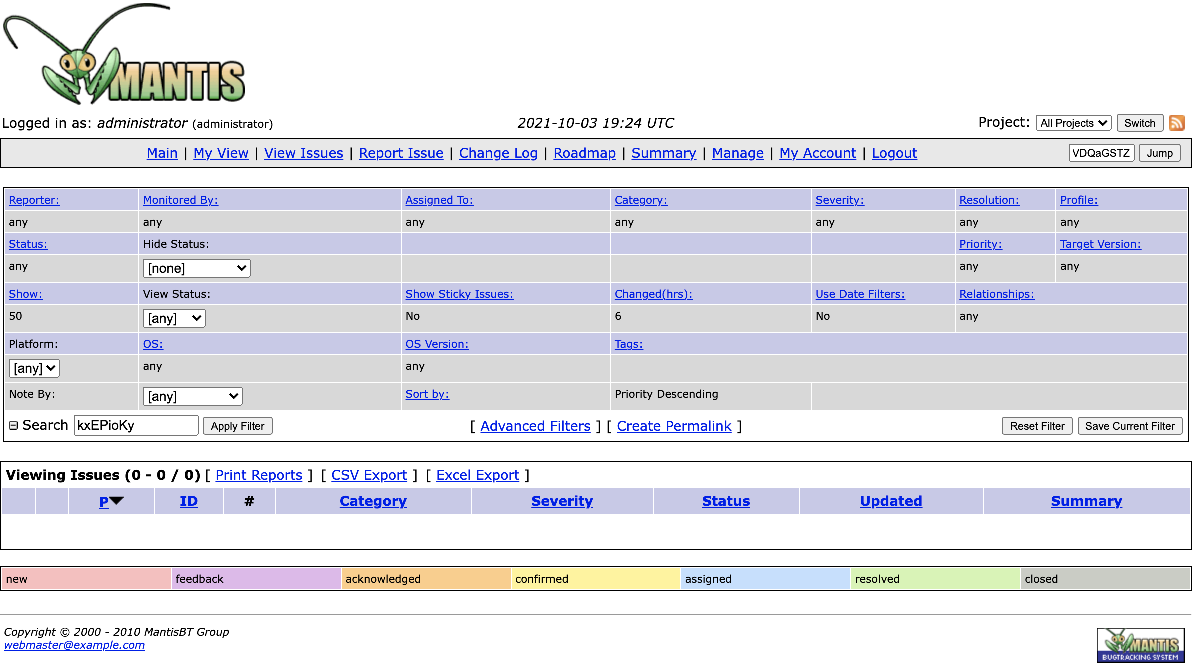 MANTIS
Logged in as: administrator (administrator) 2021-10-03 19:24 UTC Project: All Projects Switch
Main | My View | View Issues | Report Issue | Change Log | Roadmap | Summary | Manage | My Account | Logout VDQaGSTZ Jump
Reporter: Monitored By: Assigned To: Category: Severity: Resolution: Profile:
any any any any any any any
Status: Hide Status: Priority: Target Version:
any [none] any any
Show: View Status: Show Sticky Issues: Changed(hrs): Use Date Filters: Relationships:
50 [any] No 6 No any
Platform: OS: OS Version: Tags:
[any] any any
Note By: [any] Sort by: Priority Descending
Search kxEPioKy Apply Filter [ Advanced Filters ] [ Create Permalink ] Reset Filter Save Current Filter
Viewing Issues (0 - 0 / 0) [ Print Reports ] [ CSV Export ] [ Excel Export ]
P ID # Category Severity Status Updated Summary
new feedback acknowledged confirmed assigned resolved closed
Copyright © 2000 - 2010 MantisBT Group
webmaster@example.com
MANTIS
BUGTRACKING SYSTEM